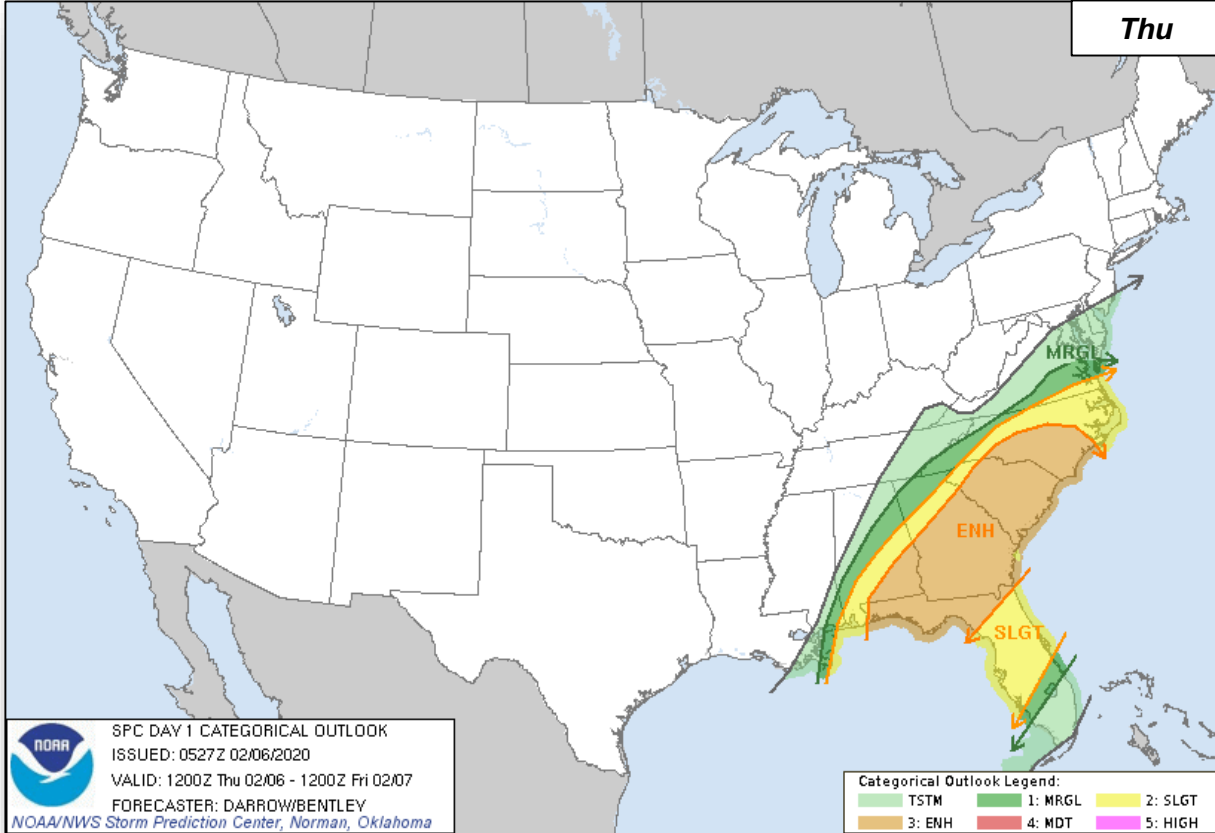 Thu
MRGL
ENH
SLGT
NOAA
SPC DAY 1 CATEGORICAL OUTLOOK
ISSUED: 0527Z 02/06/2020
VALID: 1200Z Thu 02/06 - 1200Z Fri 02/07
FORECASTER: DARROW/BENTLEY
NOAA/NWS Storm Prediction Center, Norman, Oklahoma
Categorical Outlook Legend:
TSTM 1: MRGL 2: SLGT
3: ENH 4: MDT 5: HIGH